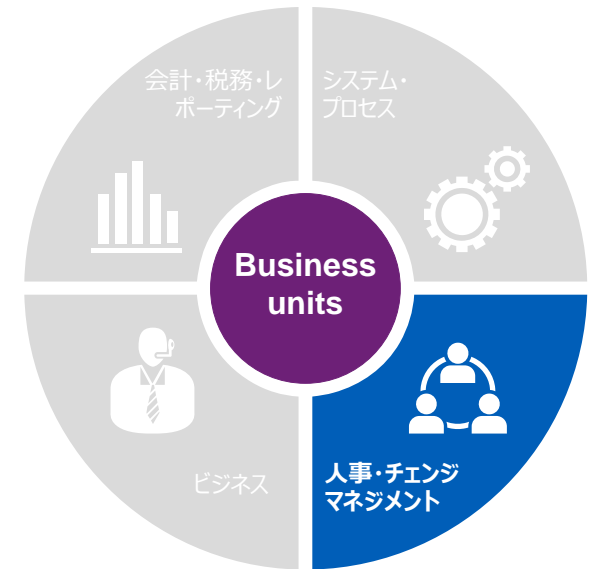 会計・税務・レ
ポーティング
システム・
プロセス
Business
units
ビジネス
人事・チェンジ
マネジメント